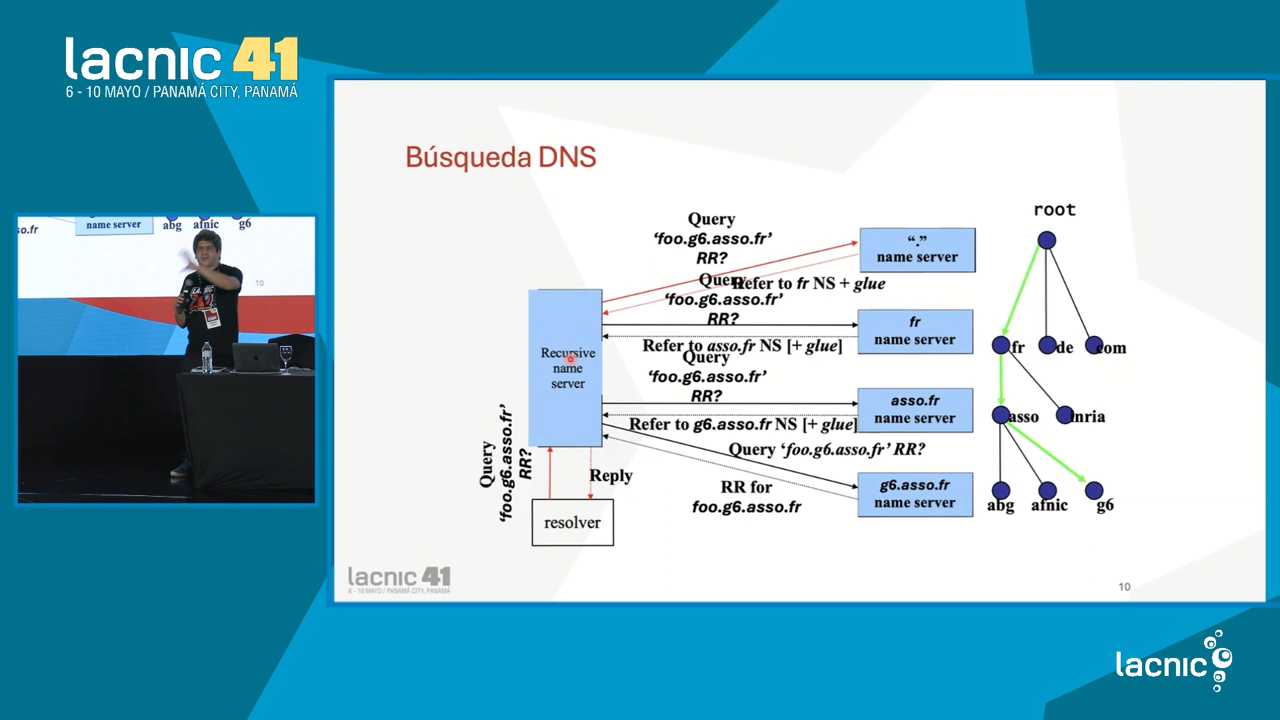 lacnic 41
6 - 10 MAYO / PANAMÁ CITY, PANAMÁ
so.fr
name server
abg
afnic
g6
10
Búsqueda DNS
Query
‘foo.g6.asso.fr’
RR?
“.”
name server
root
Query
Refer to fr NS + glue
‘foo.g6.asso.fr’
RR?
fr
name server
Refer to asso.fr NS [+ glue]
fr
de
com
Recursive
name
server
Query
‘foo.g6.asso.fr’
RR?
asso.fr
name server
Refer to g6.asso.fr NS [+ glue]
asso
inria
Query ‘foo.g6.asso.fr’ RR?
Query
‘foo.g6.asso.fr’
RR?
Reply
RR for
foo.g6.asso.fr
g6.asso.fr
name server
abg
afnic
g6
resolver
lacnic 41
6 - 10 MAYO / PANAMÁ CITY, PANAMÁ
10
lacnic